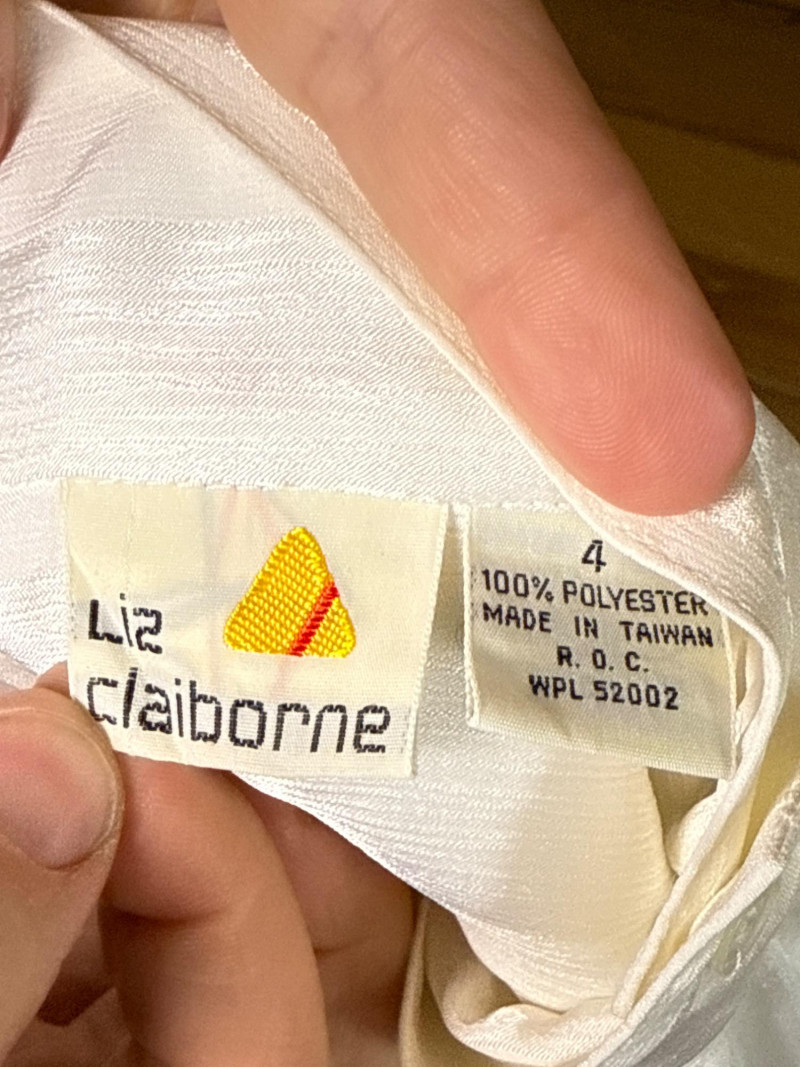 Liz
claiborne
4
100% POLYESTER
MADE IN TAIWAN
R. O. C.
WPL 52002